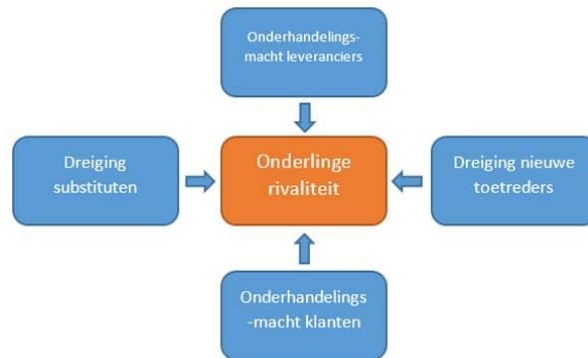 Onderhandelings-
macht leveranciers
Dreiging
substituten
Onderlinge
rivaliteit
Dreiging nieuwe
toetreders
Onderhandelings
-macht klanten